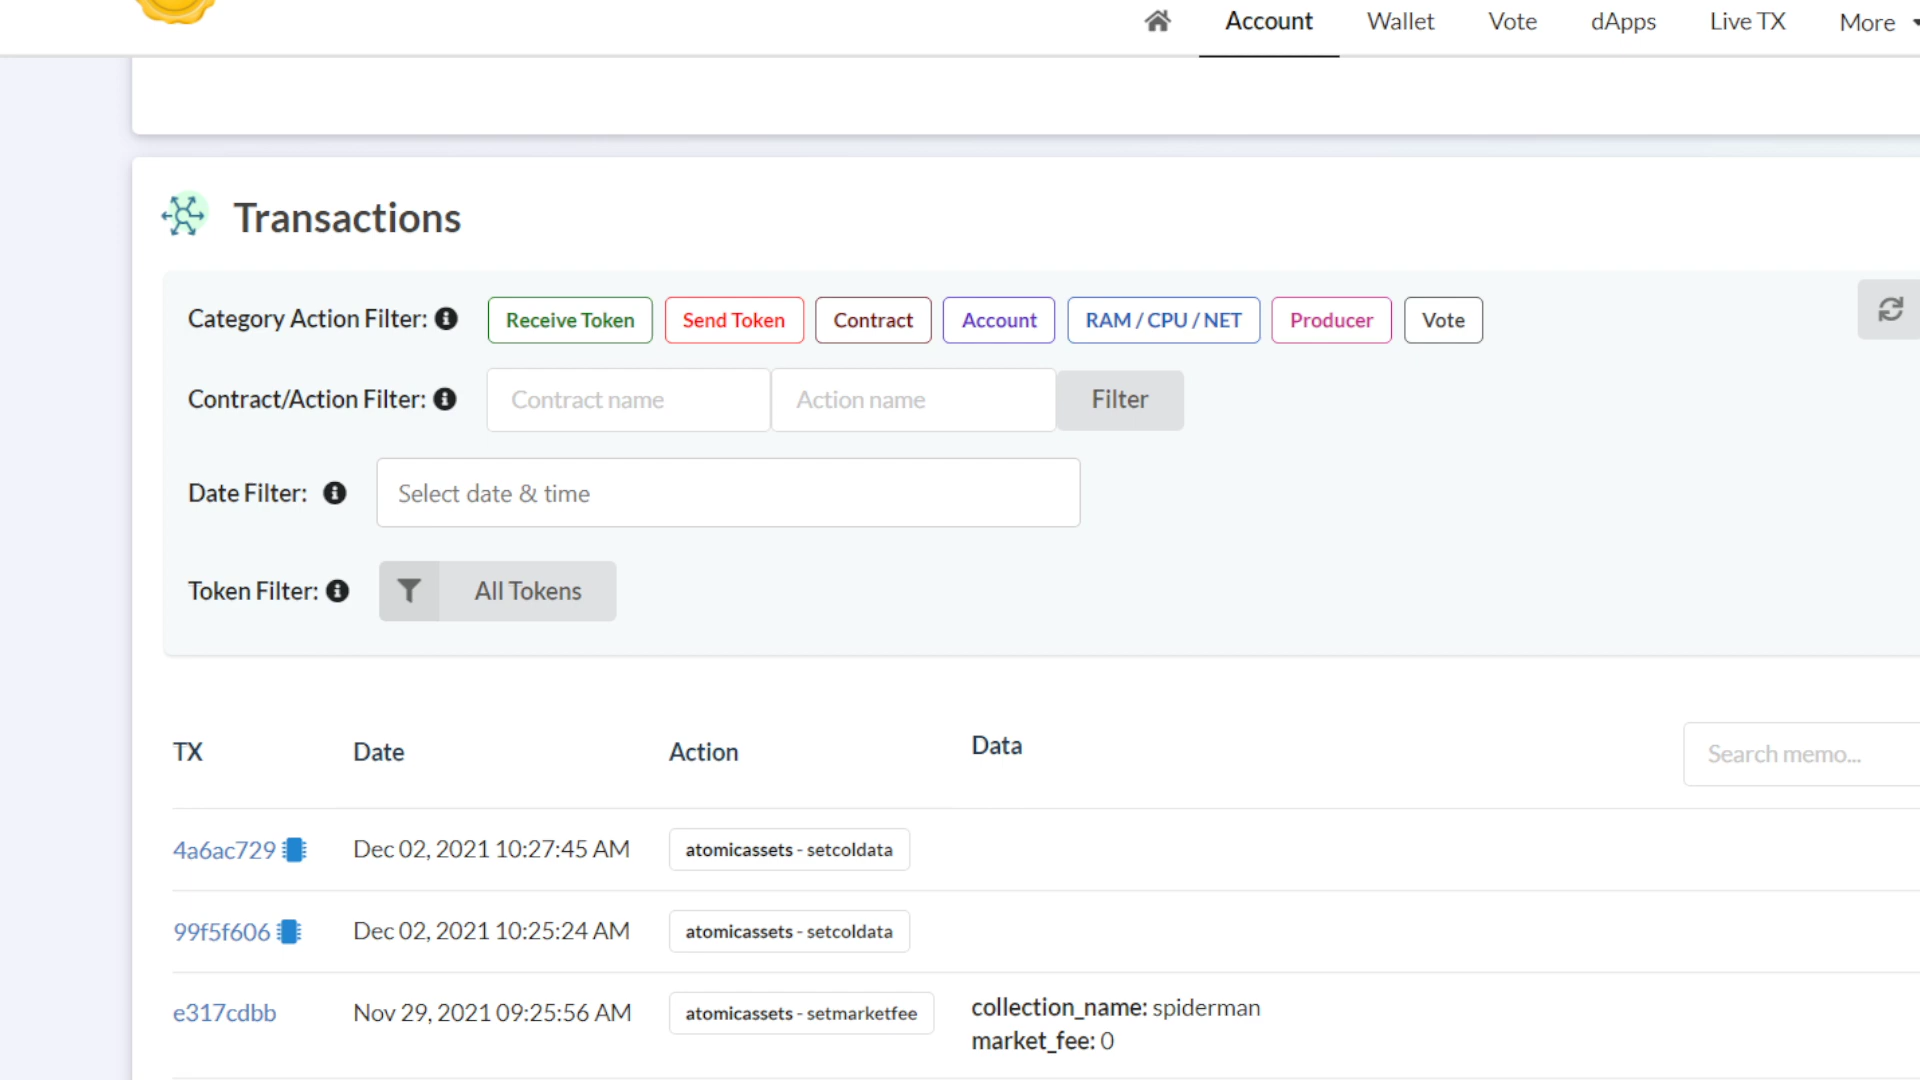 Account Wallet Vote dApps Live TX More
Transactions
Category Action Filter: Receive Token Send Token Contract Account RAM / CPU / NET Producer Vote
Contract/Action Filter: Contract name Action name Filter
Date Filter: Select date & time
Token Filter: All Tokens
TX Date Action Data Search memo...
4a6ac729 Dec 02, 2021 10:27:45 AM atomicassets - setcoldata
99f5f606 Dec 02, 2021 10:25:24 AM atomicassets - setcoldata
e317cdbb Nov 29, 2021 09:25:56 AM atomicassets - setmarketfee collection_name: spiderman
market_fee: 0